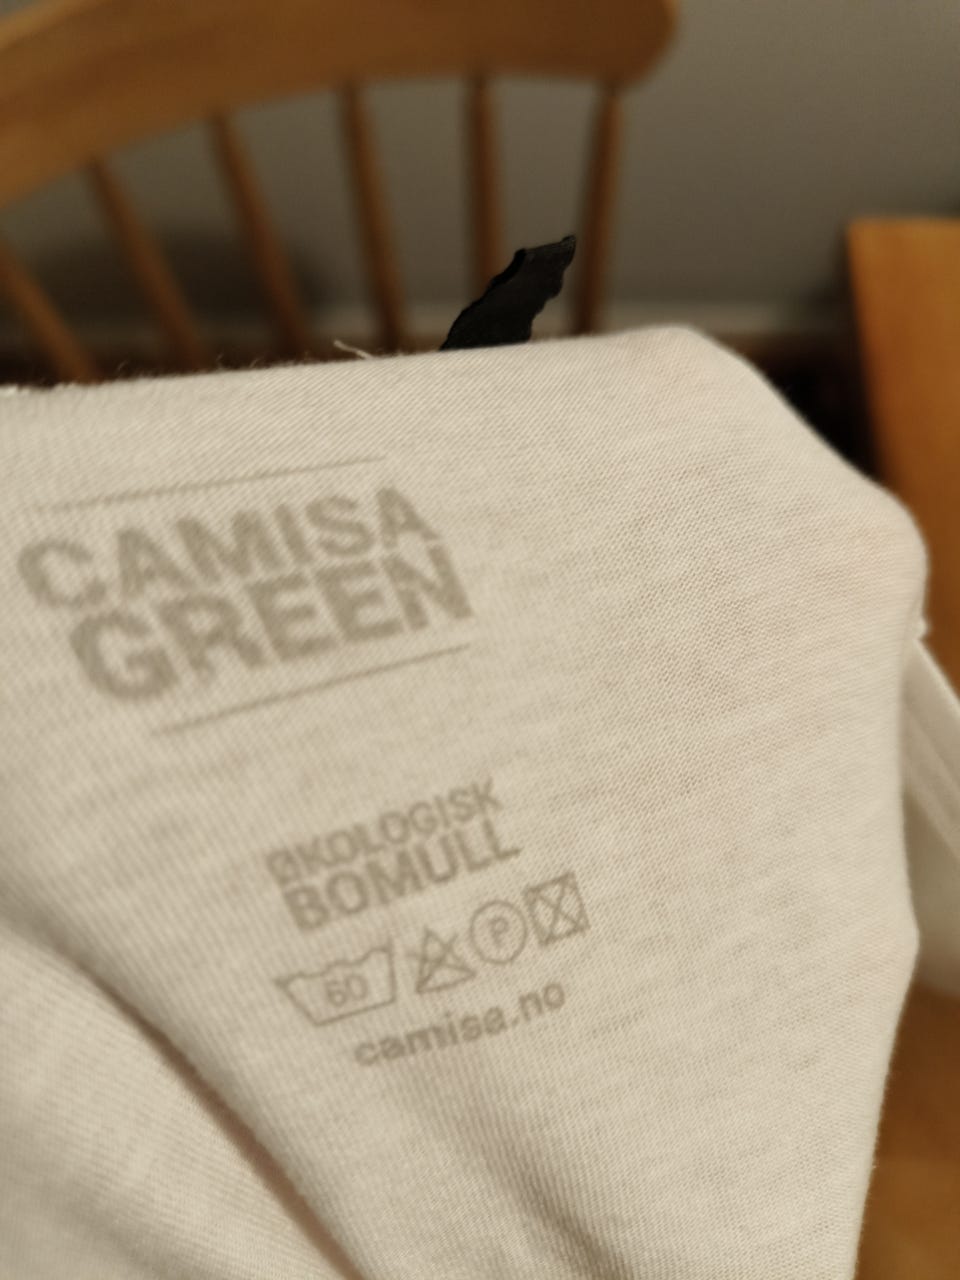 CAMISA
GREEN
ØKOLOGISK
BOMULL
60 P
camisa.no